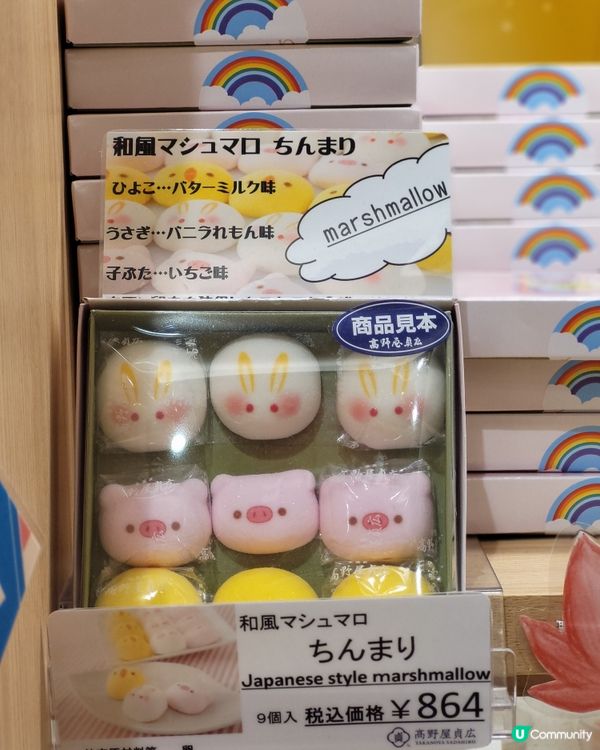 和風マシュマロ ちんまり
ひよこ…バターミルク味
うさぎ…バニラれもん味
子ぶた…いちご味
marshmallow
商品見本
高野屋貞広
和風マシュマロ
ちんまり
Japanese style marshmallow
9個入 税込価格 ¥864
高野屋貞広
TAKANOYA SADAHIRO
U Community